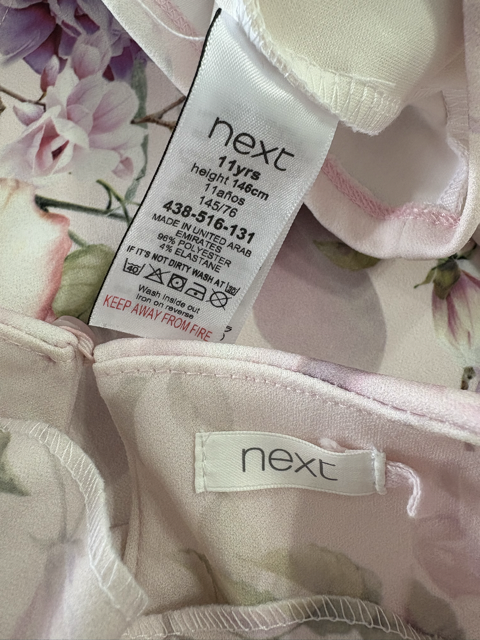 next
11yrs
height 146cm
11años
145/76
438-516-131
MADE IN UNITED ARAB
EMIRATES
96% POLYESTER
4% ELASTANE
IF IT'S NOT DIRTY WASH AT 30
40
Wash inside out
Iron on reverse
KEEP AWAY FROM FIRE
next